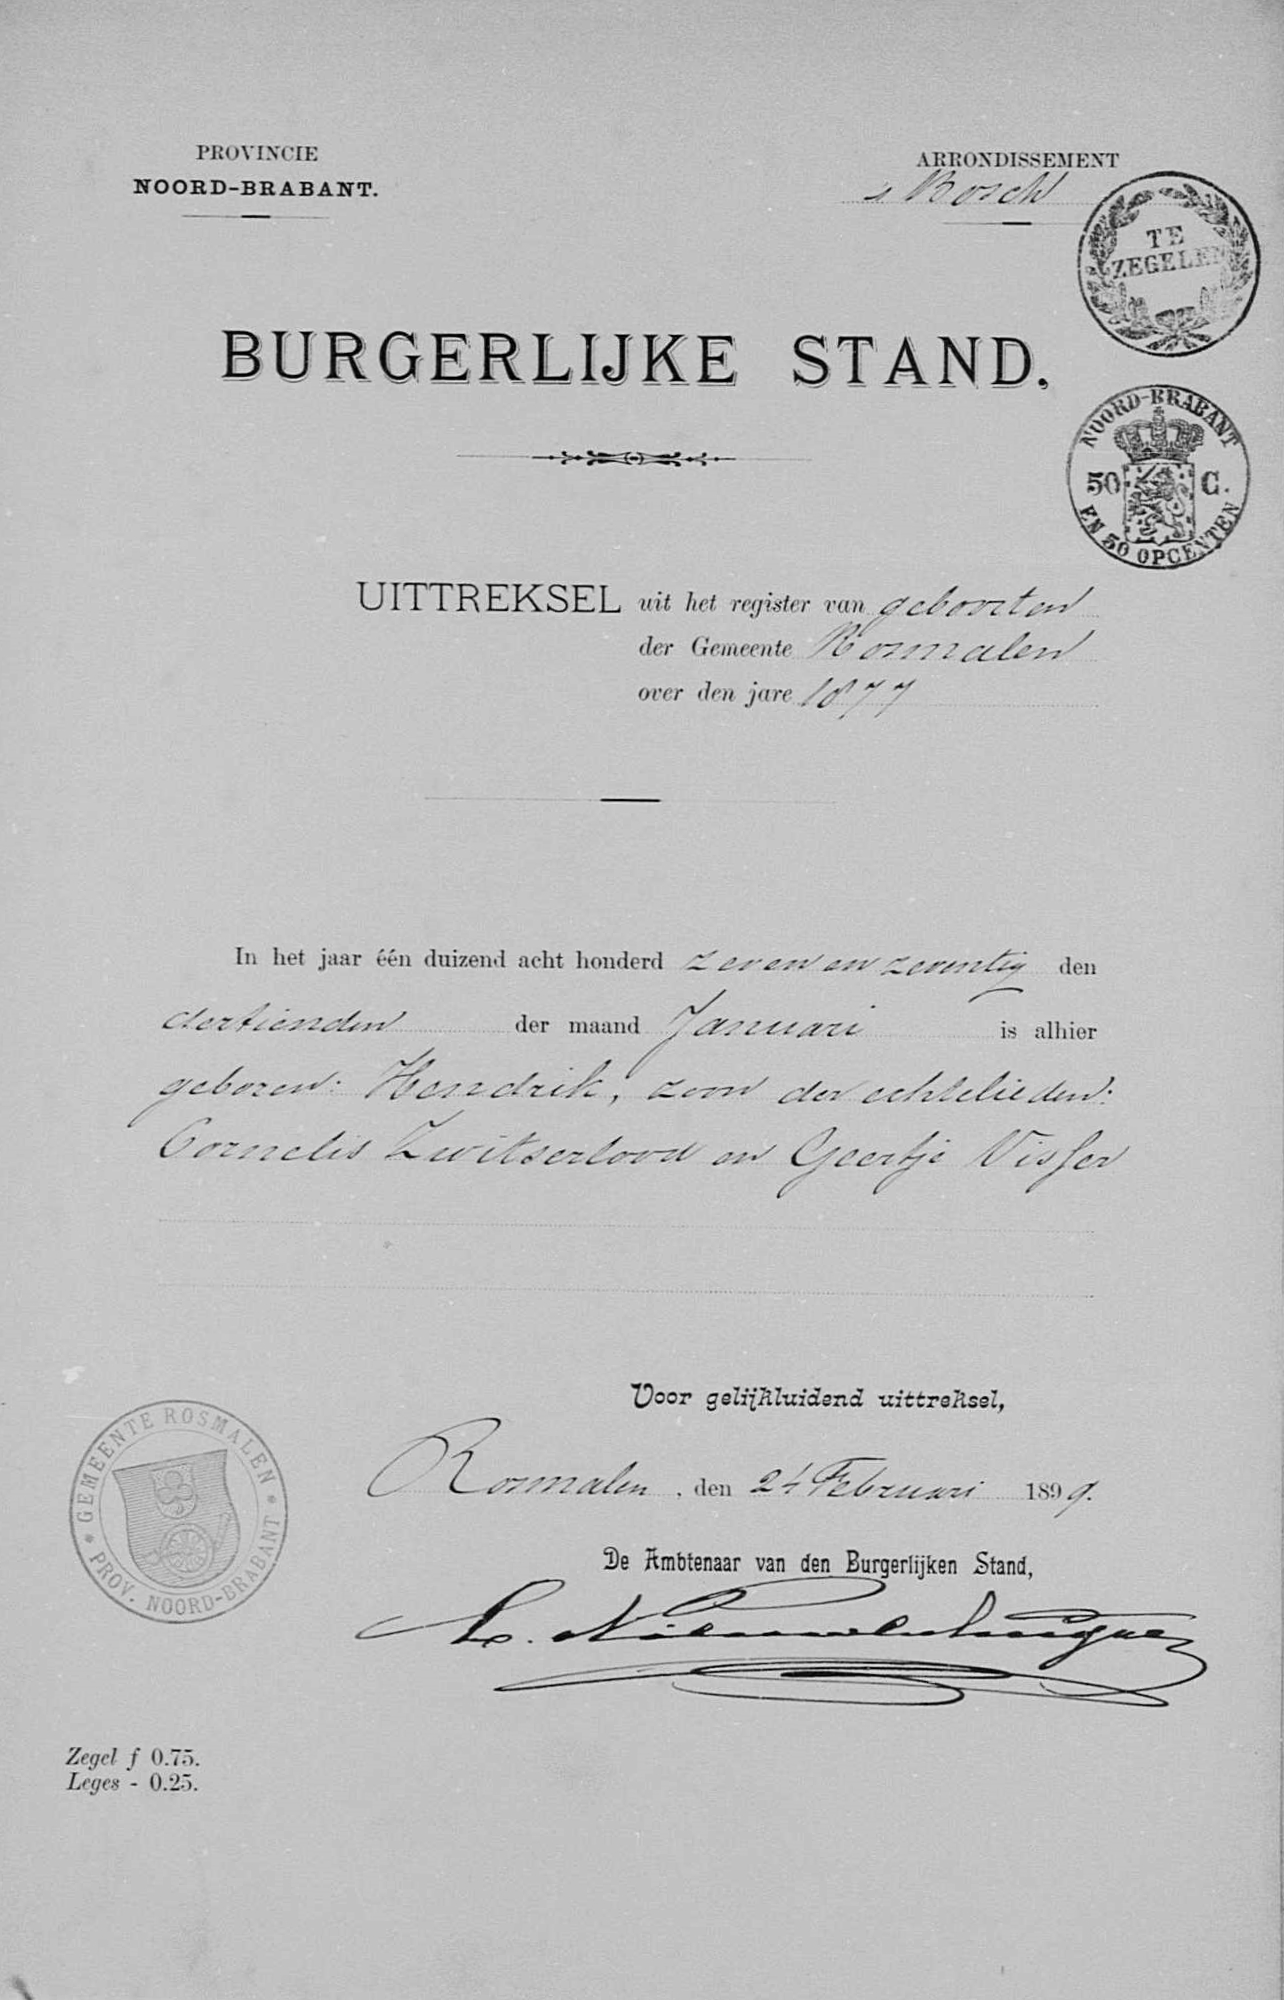 PROVINCIE
NOORD-BRABANT.
ARRONDISSEMENT
s Bosch
TE
ZEGELEN
BURGERLIJKE STAND.
NOORD-BRABANT
50 C.
EN 50 OPCENTEN
UITTREKSEL uit het register van geboorten
der Gemeente Rosmalen
over den jare 1877
In het jaar één duizend acht honderd zeven en zeventig den
dertienden der maand Januari is alhier
geboren: Hendrik, zoon der echtelieden:
Cornelis Zwitserlood en Geertje Visser
Voor gelijkluidend uittreksel,
Rosmalen, den 24 Februari 1899.
De Ambtenaar van den Burgerlijken Stand,
GEMEENTE ROSMALEN
* PROV. NOORD-BRABANT *
Zegel f 0.75.
Leges - 0.25.